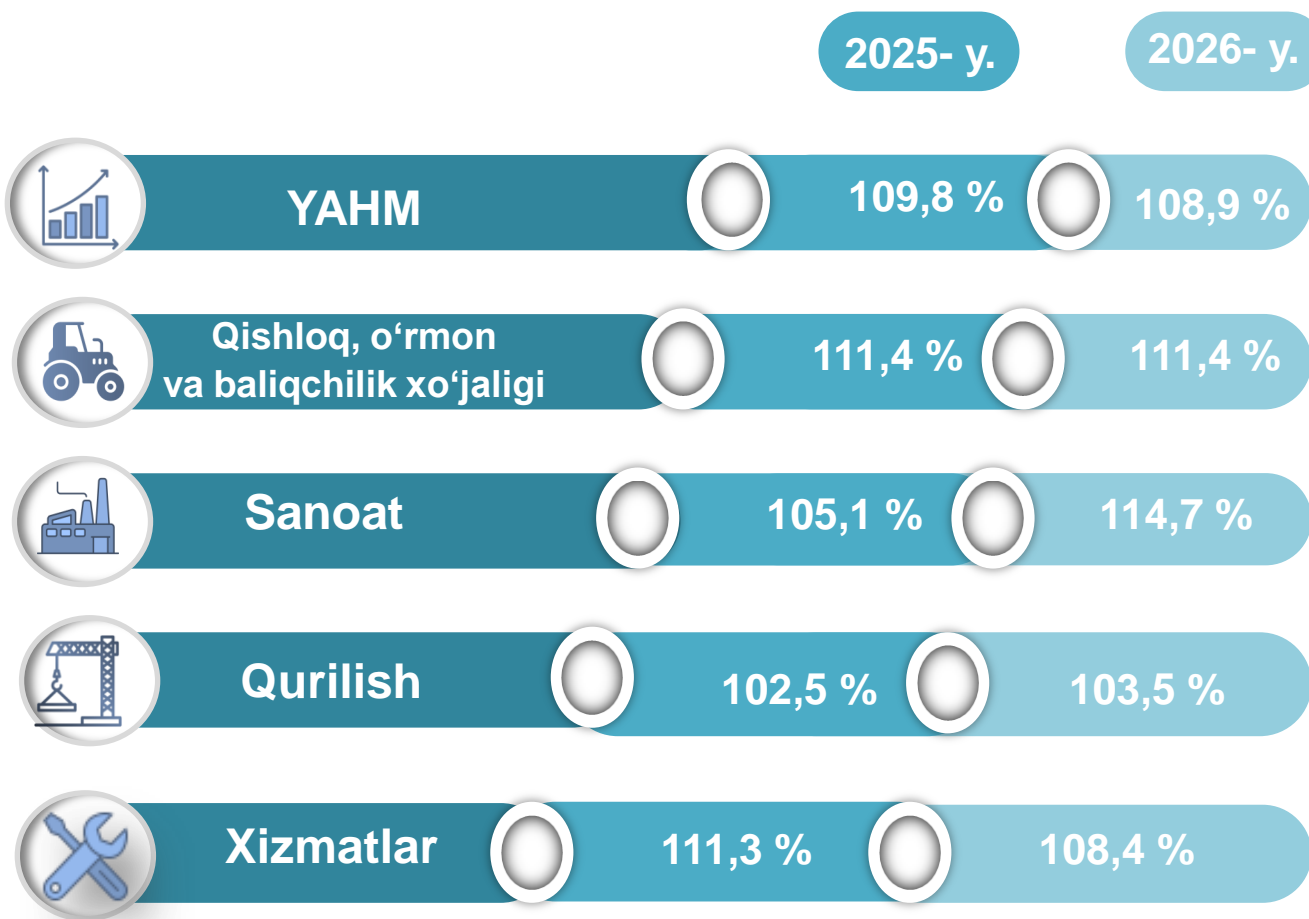 2025- y.
2026- y.
YAHM
109,8 %
108,9 %
Qishloq, o‘rmon
va baliqchilik xo‘jaligi
111,4 %
111,4 %
Sanoat
105,1 %
114,7 %
Qurilish
102,5 %
103,5 %
Xizmatlar
111,3 %
108,4 %